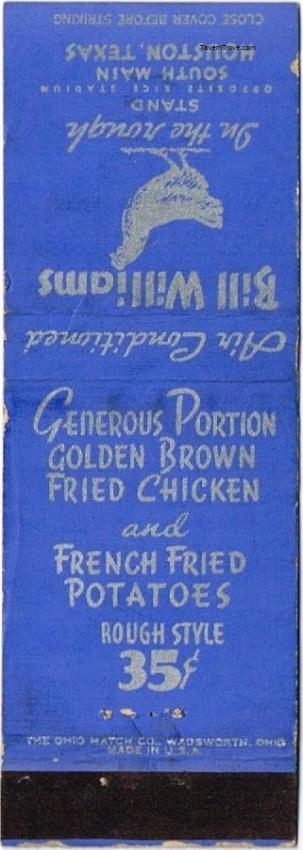 CLOSE COVER BEFORE STRIKING
TavernTrove.com
HOUSTON, TEXAS
SOUTH MAIN
OPPOSITE RICE STADIUM
STAND
In the rough
Bill Williams
Air Conditioned
GENEROUS PORTION
GOLDEN BROWN
FRIED CHICKEN
and
FRENCH FRIED
POTATOES
ROUGH STYLE
35¢
THE OHIO MATCH CO., WADSWORTH, OHIO
MADE IN U.S.A.